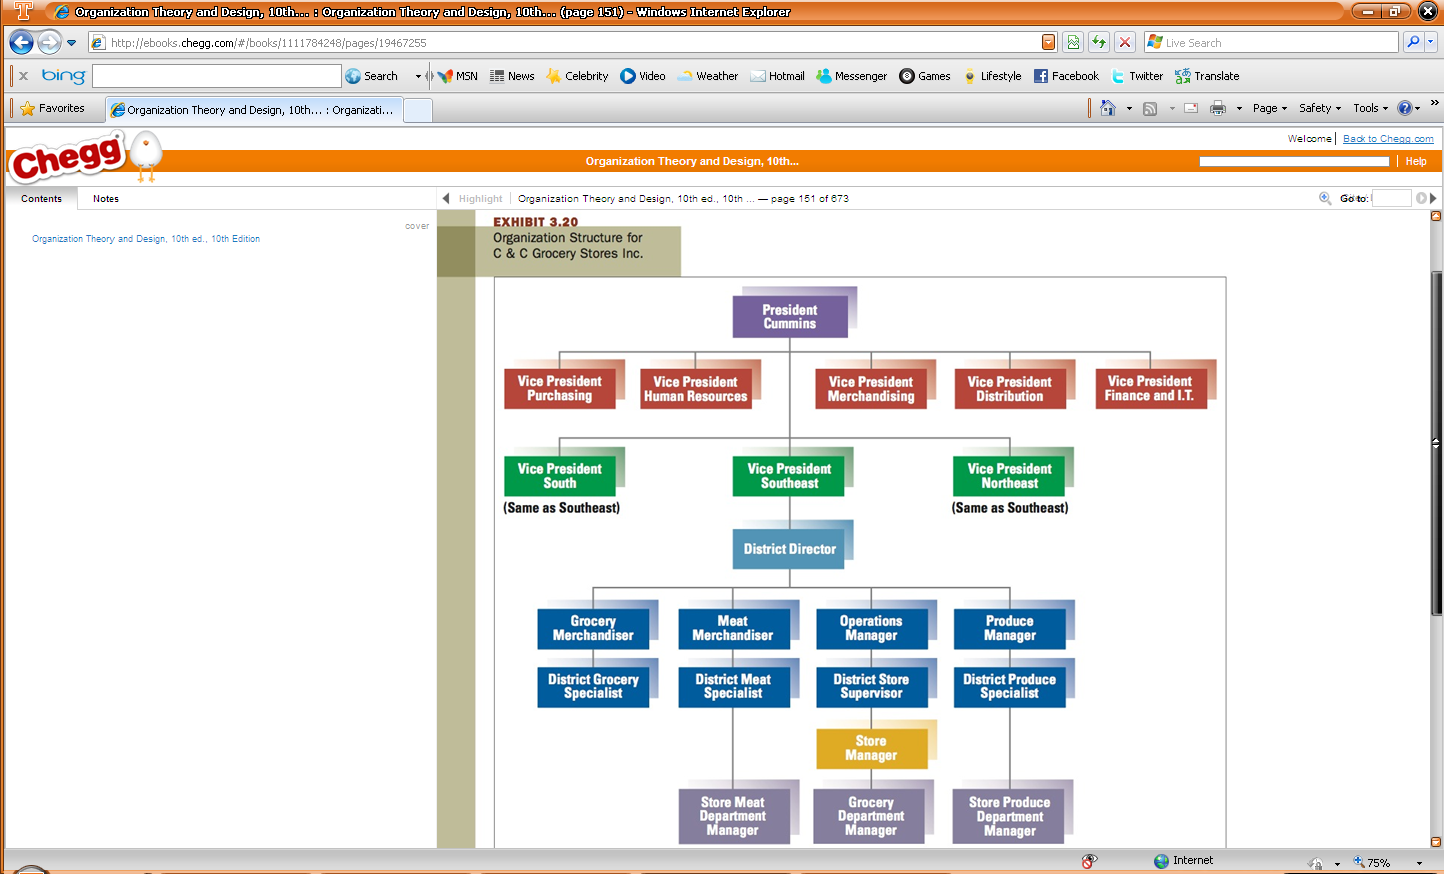 Organization Theory and Design, 10th... : Organization Theory and Design, 10th... (page 151) - Windows Internet Explorer
http://ebooks.chegg.com/#/books/1111784248/pages/19467255
Live Search
x bing Search MSN News Celebrity Video Weather Hotmail Messenger Games Lifestyle Facebook Twitter Translate
Favorites Organization Theory and Design, 10th... : Organizati... Page Safety Tools
Welcome Back to Chegg.com
Chegg Organization Theory and Design, 10th... Help
Contents Notes Highlight Organization Theory and Design, 10th ed., 10th ... — page 151 of 673 Go to:
cover
Organization Theory and Design, 10th ed., 10th Edition
EXHIBIT 3.20
Organization Structure for
C & C Grocery Stores Inc.
President
Cummins
Vice President
Purchasing
Vice President
Human Resources
Vice President
Merchandising
Vice President
Distribution
Vice President
Finance and I.T.
Vice President
South
(Same as Southeast)
Vice President
Southeast
Vice President
Northeast
(Same as Southeast)
District Director
Grocery
Merchandiser
Meat
Merchandiser
Operations
Manager
Produce
Manager
District Grocery
Specialist
District Meat
Specialist
District Store
Supervisor
District Produce
Specialist
Store
Manager
Store Meat
Department
Manager
Grocery
Department
Manager
Store Produce
Department
Manager
Internet 75%